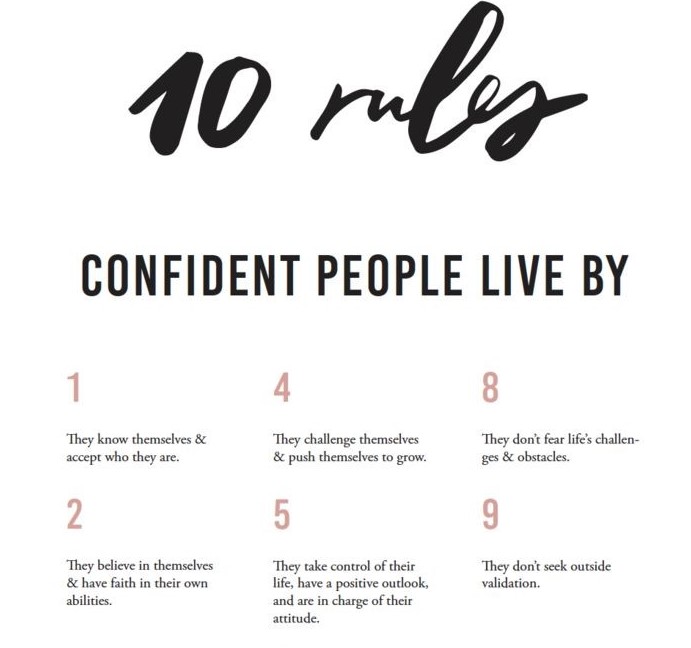 10 rules
CONFIDENT PEOPLE LIVE BY
1
They know themselves &
accept who they are.
2
They believe in themselves
& have faith in their own
abilities.
4
They challenge themselves
& push themselves to grow.
5
They take control of their
life, have a positive outlook,
and are in charge of their
attitude.
8
They don't fear life's challen-
ges & obstacles.
9
They don't seek outside
validation.